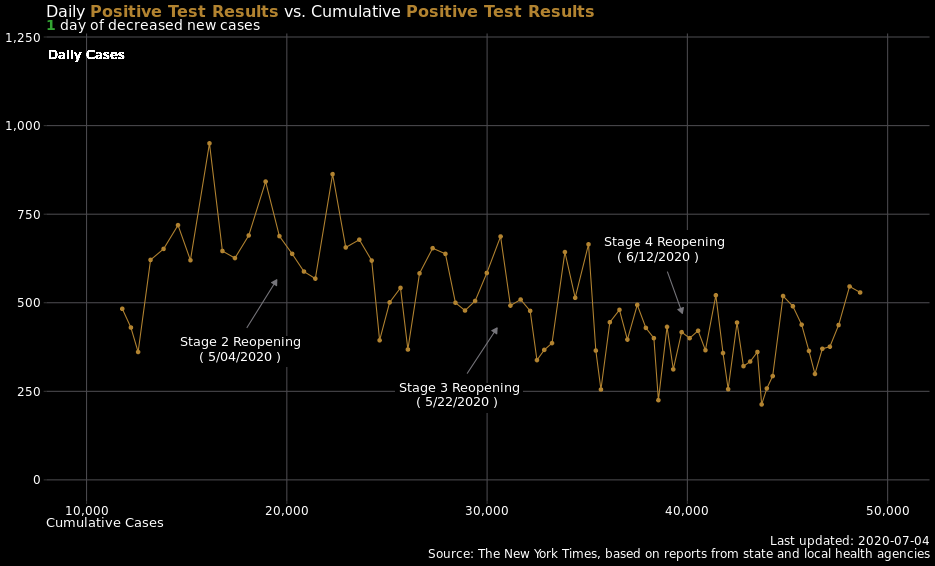 Daily Positive Test Results vs. Cumulative Positive Test Results
1 day of decreased new cases
1,250
Daily Cases
1,000
750
Stage 4 Reopening
( 6/12/2020 )
500
Stage 2 Reopening
( 5/04/2020 )
Stage 3 Reopening
( 5/22/2020 )
250
0
10,000 20,000 30,000 40,000 50,000
Cumulative Cases
Last updated: 2020-07-04
Source: The New York Times, based on reports from state and local health agencies